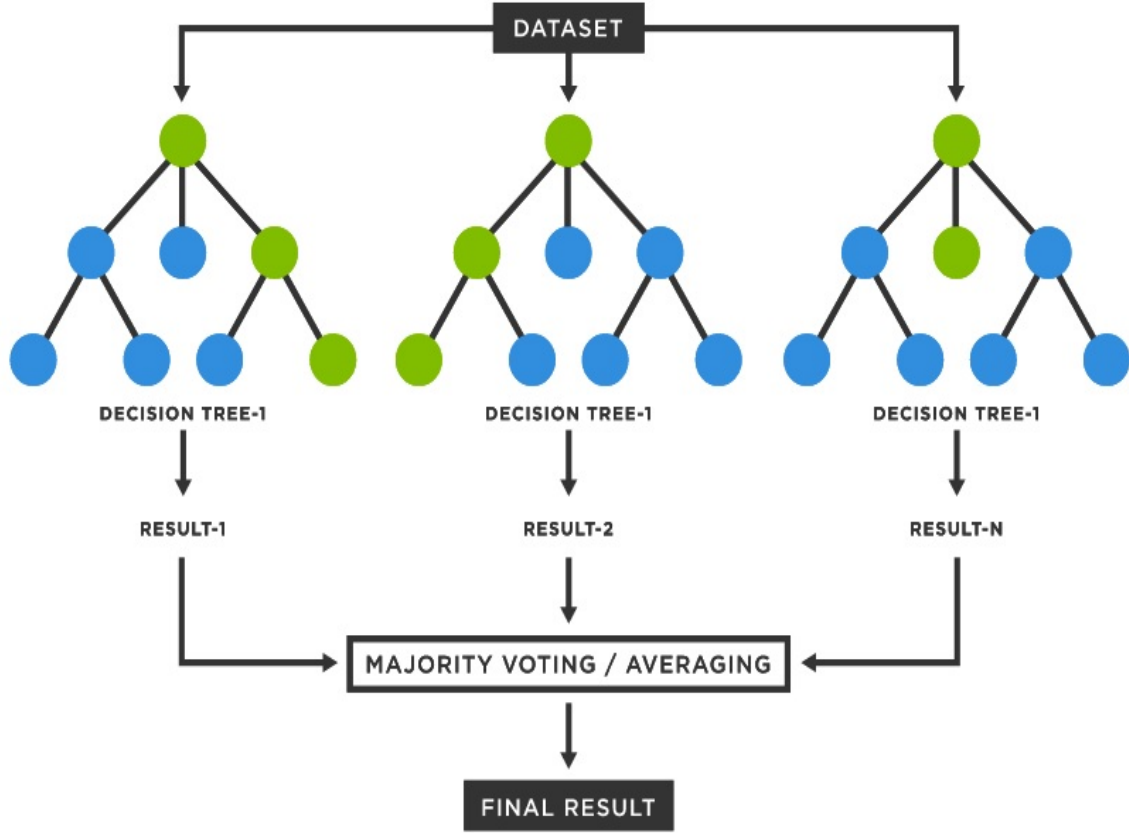 DATASET
DECISION TREE-1
DECISION TREE-1
DECISION TREE-1
RESULT-1
RESULT-2
RESULT-N
MAJORITY VOTING / AVERAGING
FINAL RESULT